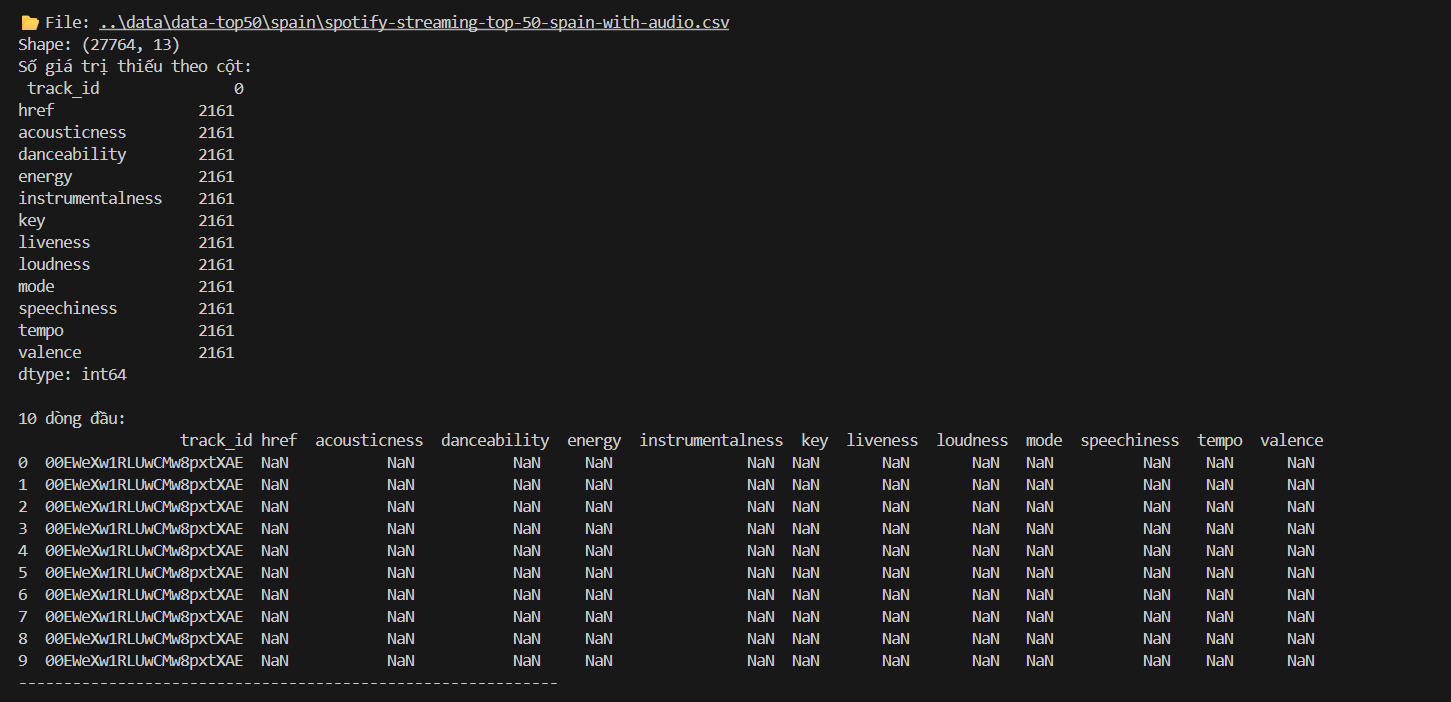 📂 File: ..\data\data-top50\spain\spotify-streaming-top-50-spain-with-audio.csv
Shape: (27764, 13)
Số giá trị thiếu theo cột:
 track_id               0
href                2161
acousticness        2161
danceability        2161
energy              2161
instrumentalness    2161
key                 2161
liveness            2161
loudness            2161
mode                2161
speechiness         2161
tempo               2161
valence             2161
dtype: int64

10 dòng đầu:
                  track_id href  acousticness  danceability  energy  instrumentalness  key  liveness  loudness  mode  speechiness  tempo  valence
0  00EWeXw1RLUwCMw8pxtXAE  NaN           NaN           NaN     NaN               NaN  NaN       NaN       NaN   NaN          NaN    NaN      NaN
1  00EWeXw1RLUwCMw8pxtXAE  NaN           NaN           NaN     NaN               NaN  NaN       NaN       NaN   NaN          NaN    NaN      NaN
2  00EWeXw1RLUwCMw8pxtXAE  NaN           NaN           NaN     NaN               NaN  NaN       NaN       NaN   NaN          NaN    NaN      NaN
3  00EWeXw1RLUwCMw8pxtXAE  NaN           NaN           NaN     NaN               NaN  NaN       NaN       NaN   NaN          NaN    NaN      NaN
4  00EWeXw1RLUwCMw8pxtXAE  NaN           NaN           NaN     NaN               NaN  NaN       NaN       NaN   NaN          NaN    NaN      NaN
5  00EWeXw1RLUwCMw8pxtXAE  NaN           NaN           NaN     NaN               NaN  NaN       NaN       NaN   NaN          NaN    NaN      NaN
6  00EWeXw1RLUwCMw8pxtXAE  NaN           NaN           NaN     NaN               NaN  NaN       NaN       NaN   NaN          NaN    NaN      NaN
7  00EWeXw1RLUwCMw8pxtXAE  NaN           NaN           NaN     NaN               NaN  NaN       NaN       NaN   NaN          NaN    NaN      NaN
8  00EWeXw1RLUwCMw8pxtXAE  NaN           NaN           NaN     NaN               NaN  NaN       NaN       NaN   NaN          NaN    NaN      NaN
9  00EWeXw1RLUwCMw8pxtXAE  NaN           NaN           NaN     NaN               NaN  NaN       NaN       NaN   NaN          NaN    NaN      NaN
------------------------------------------------------------